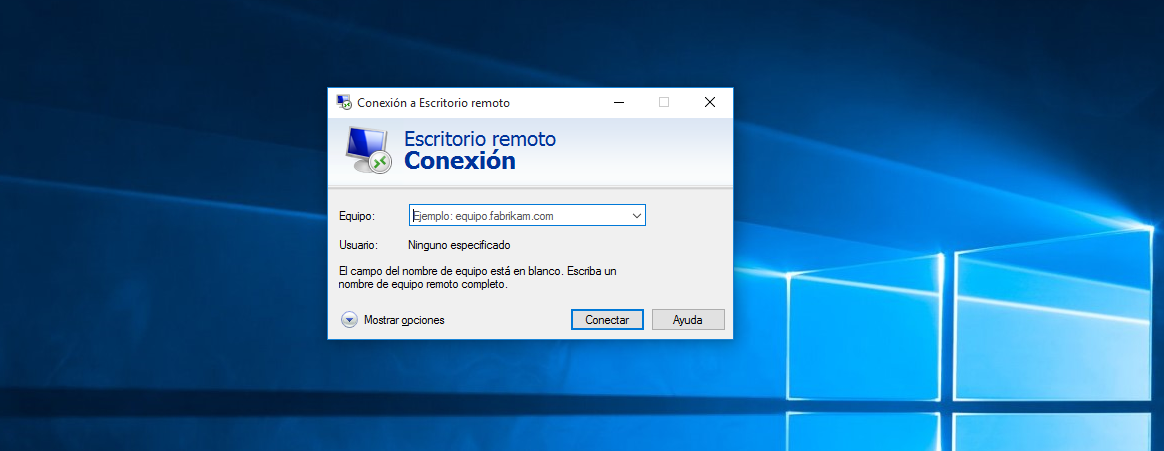 Conexión a Escritorio remoto
Escritorio remoto
Conexión
Equipo: Ejemplo: equipo.fabrikam.com
Usuario: Ninguno especificado
El campo del nombre de equipo está en blanco. Escriba un
nombre de equipo remoto completo.
Mostrar opciones Conectar Ayuda